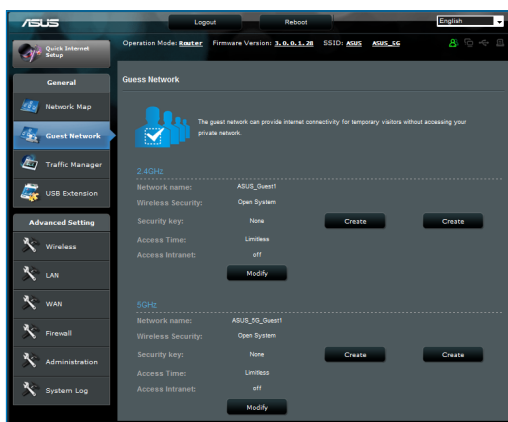 ASUS Logout Reboot English
Quick Internet Setup
Operation Mode: Router Firmware Version: 3.0.0.1.28 SSID: ASUS ASUS_5G
General
Network Map
Guest Network
Traffic Manager
USB Extension
Advanced Setting
Wireless
LAN
WAN
Firewall
Administration
System Log
Guess Network
The guest network can provide internet connectivity for temporary visitors without accessing your
private network.
2.4GHz
Network name: ASUS_Guest1
Wireless Security: Open System
Security key: None Create Create
Access Time: Limitless
Access Intranet: off
Modify
5GHz
Network name: ASUS_5G_Guest1
Wireless Security: Open System
Security key: None Create Create
Access Time: Limitless
Access Intranet: off
Modify